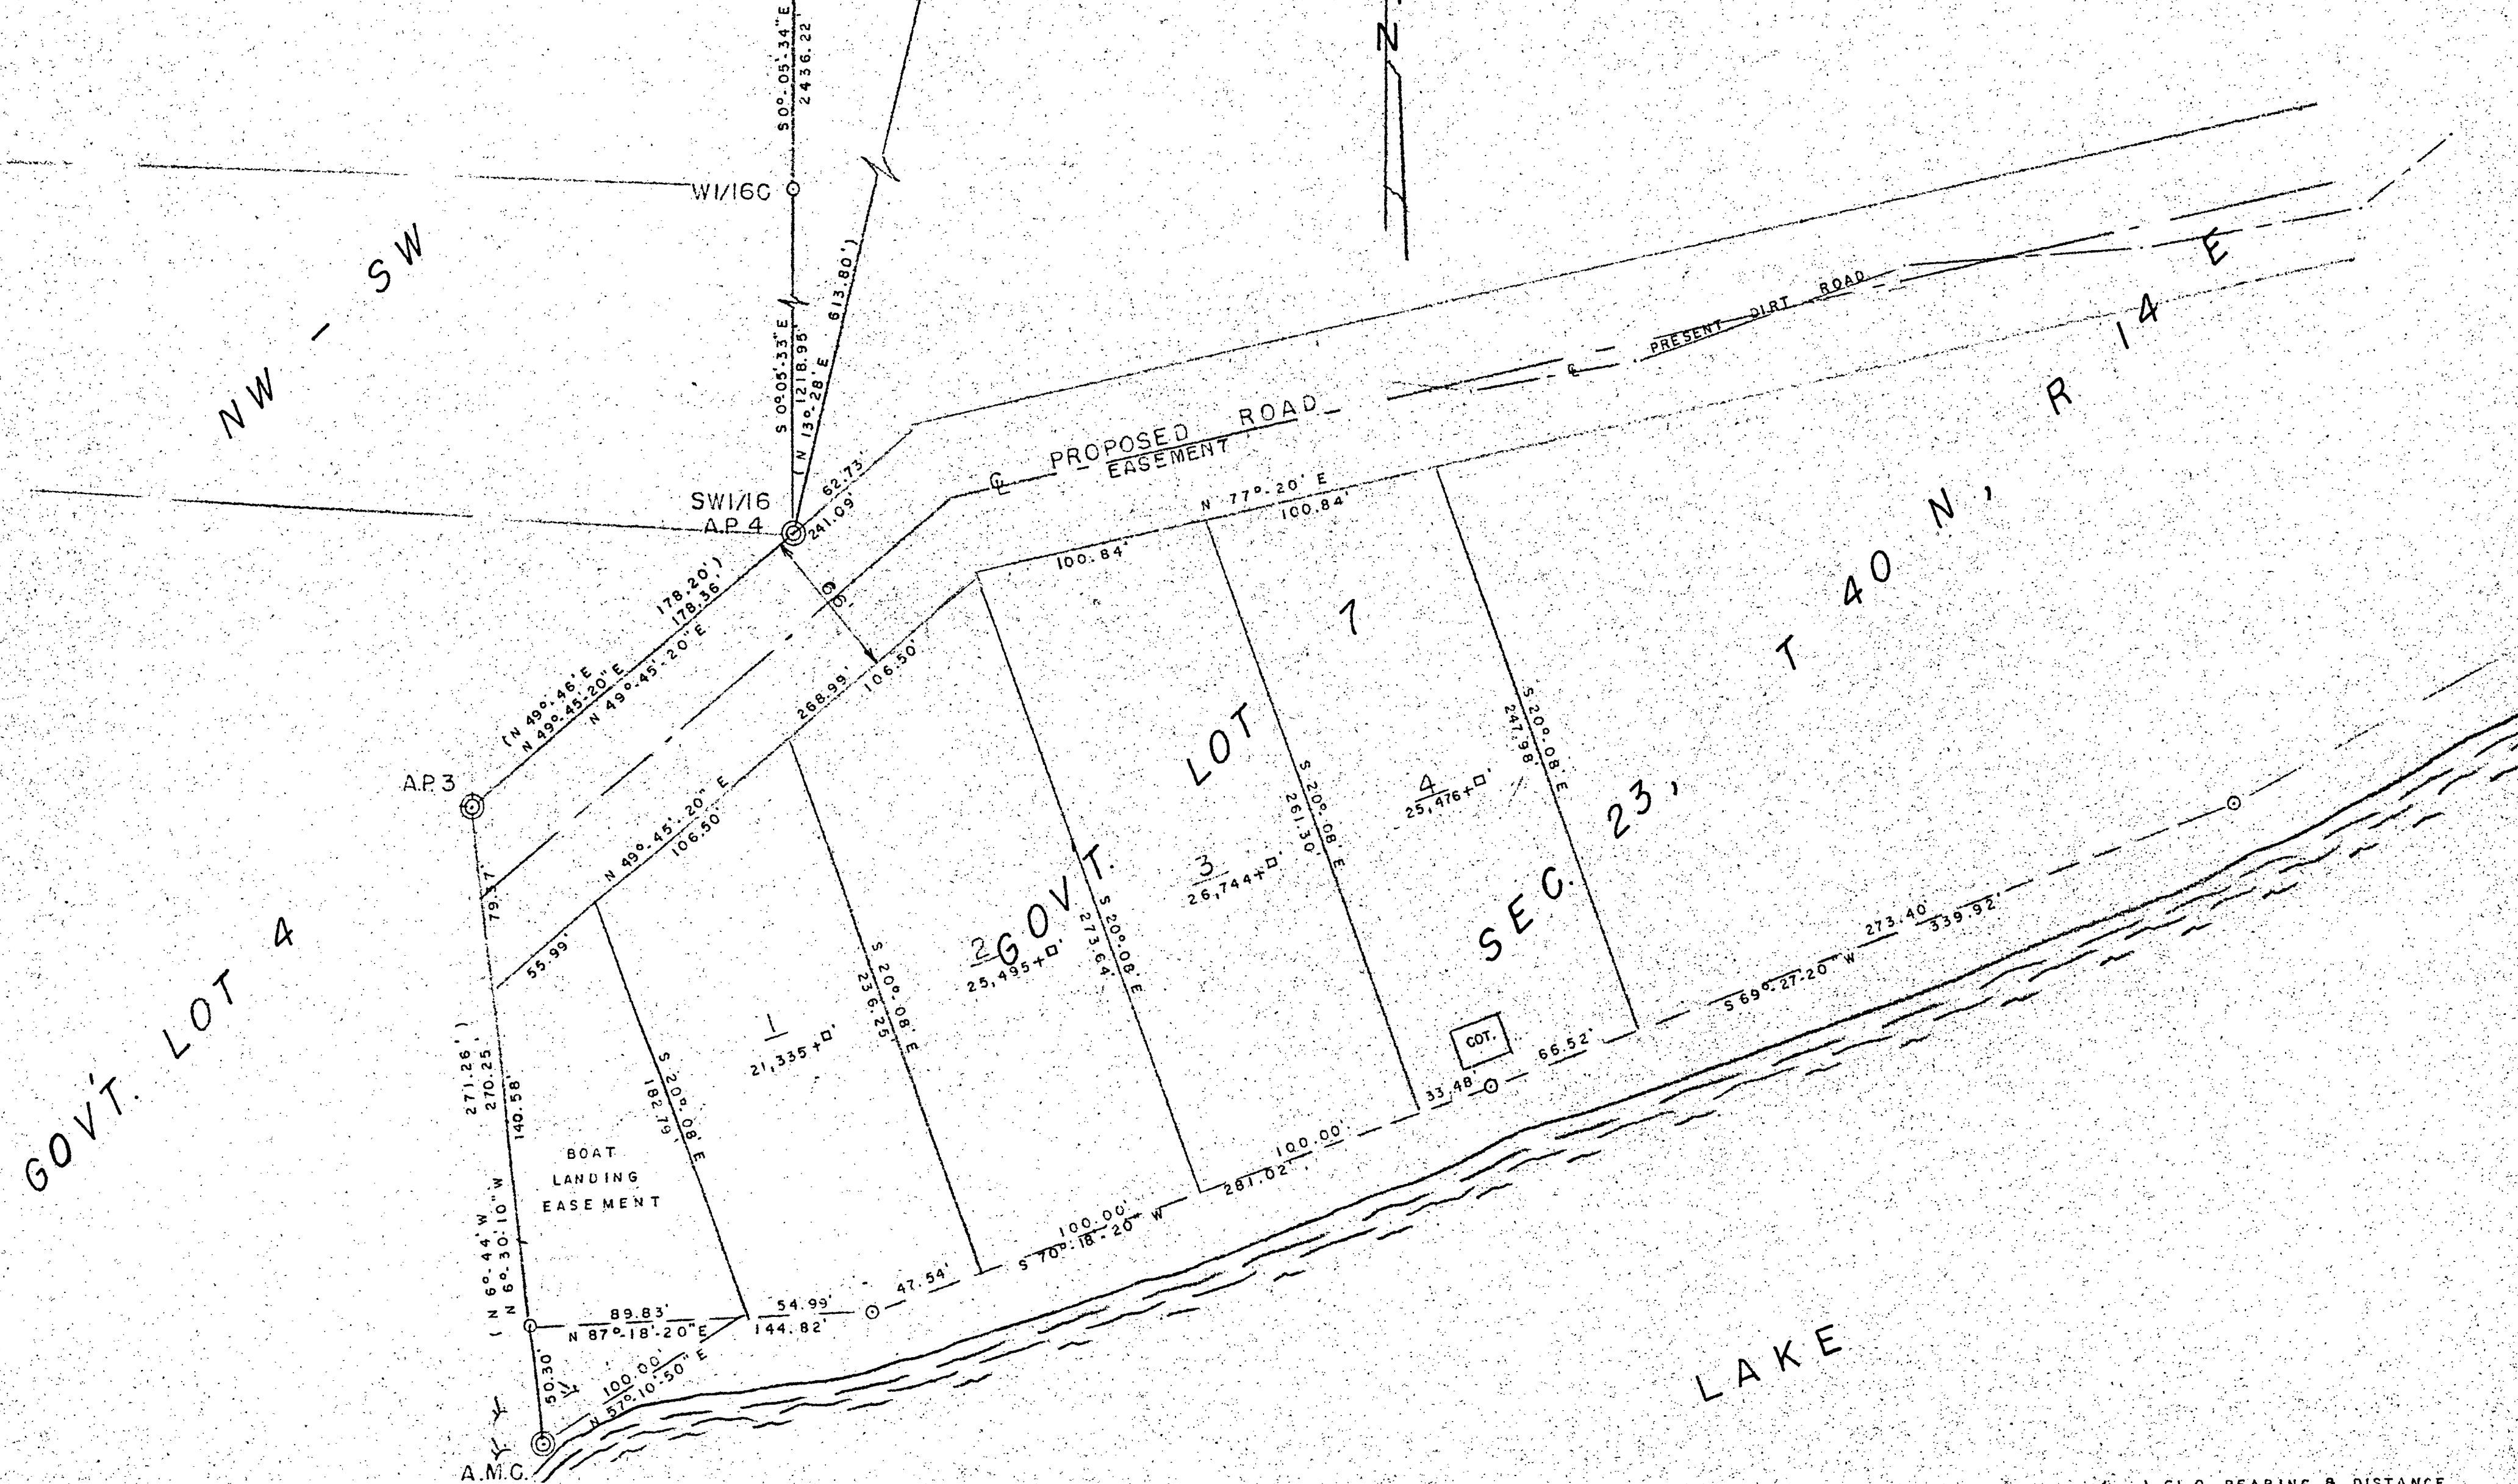 S 0°-05'-34" E
2436.22'
N.
W1/16C
NW - SW
S 0°-05'-33" E
1218.95'
(N 13°-28' E 613.80')
SW1/16
A.P. 4
62.73'
241.09'
PROPOSED ROAD
EASEMENT
PRESENT DIRT ROAD
R 14 E
T 40 N,
SEC. 23,
GOV'T. LOT 7
N 77°-20' E
100.84'
100.84'
66'
178.20')
178.36'
(N 49°-46' E
N 49°-45'-20" E
N 49°-45'-20" E
A.P. 3
268.99'
106.50'
N 49°-45'-20" E
106.50'
55.99'
GOV'T. LOT 4
271.26')
270.25'
140.58'
(N 6°-44' W
N 6°-30'-10" W
BOAT
LANDING
EASEMENT
S 20°-08' E
182.79'
1
21,335+□'
S 20°-08' E
236.25'
2
25,495+□'
S 20°-08' E
273.64'
3
26,744+□'
S 20°-08' E
261.30'
4
25,476+□'
S 20°-08' E
247.98'
COT.
33.48'
66.52'
S 69°-27'-20" W
273.40'
339.92'
100.00'
281.02'
100.00'
S 70°-18'-20" W
47.54'
54.99'
144.82'
89.83'
N 87°-18'-20" E
50.30'
100.00'
N 57°-10'-50" E
A.M.C.
LAKE